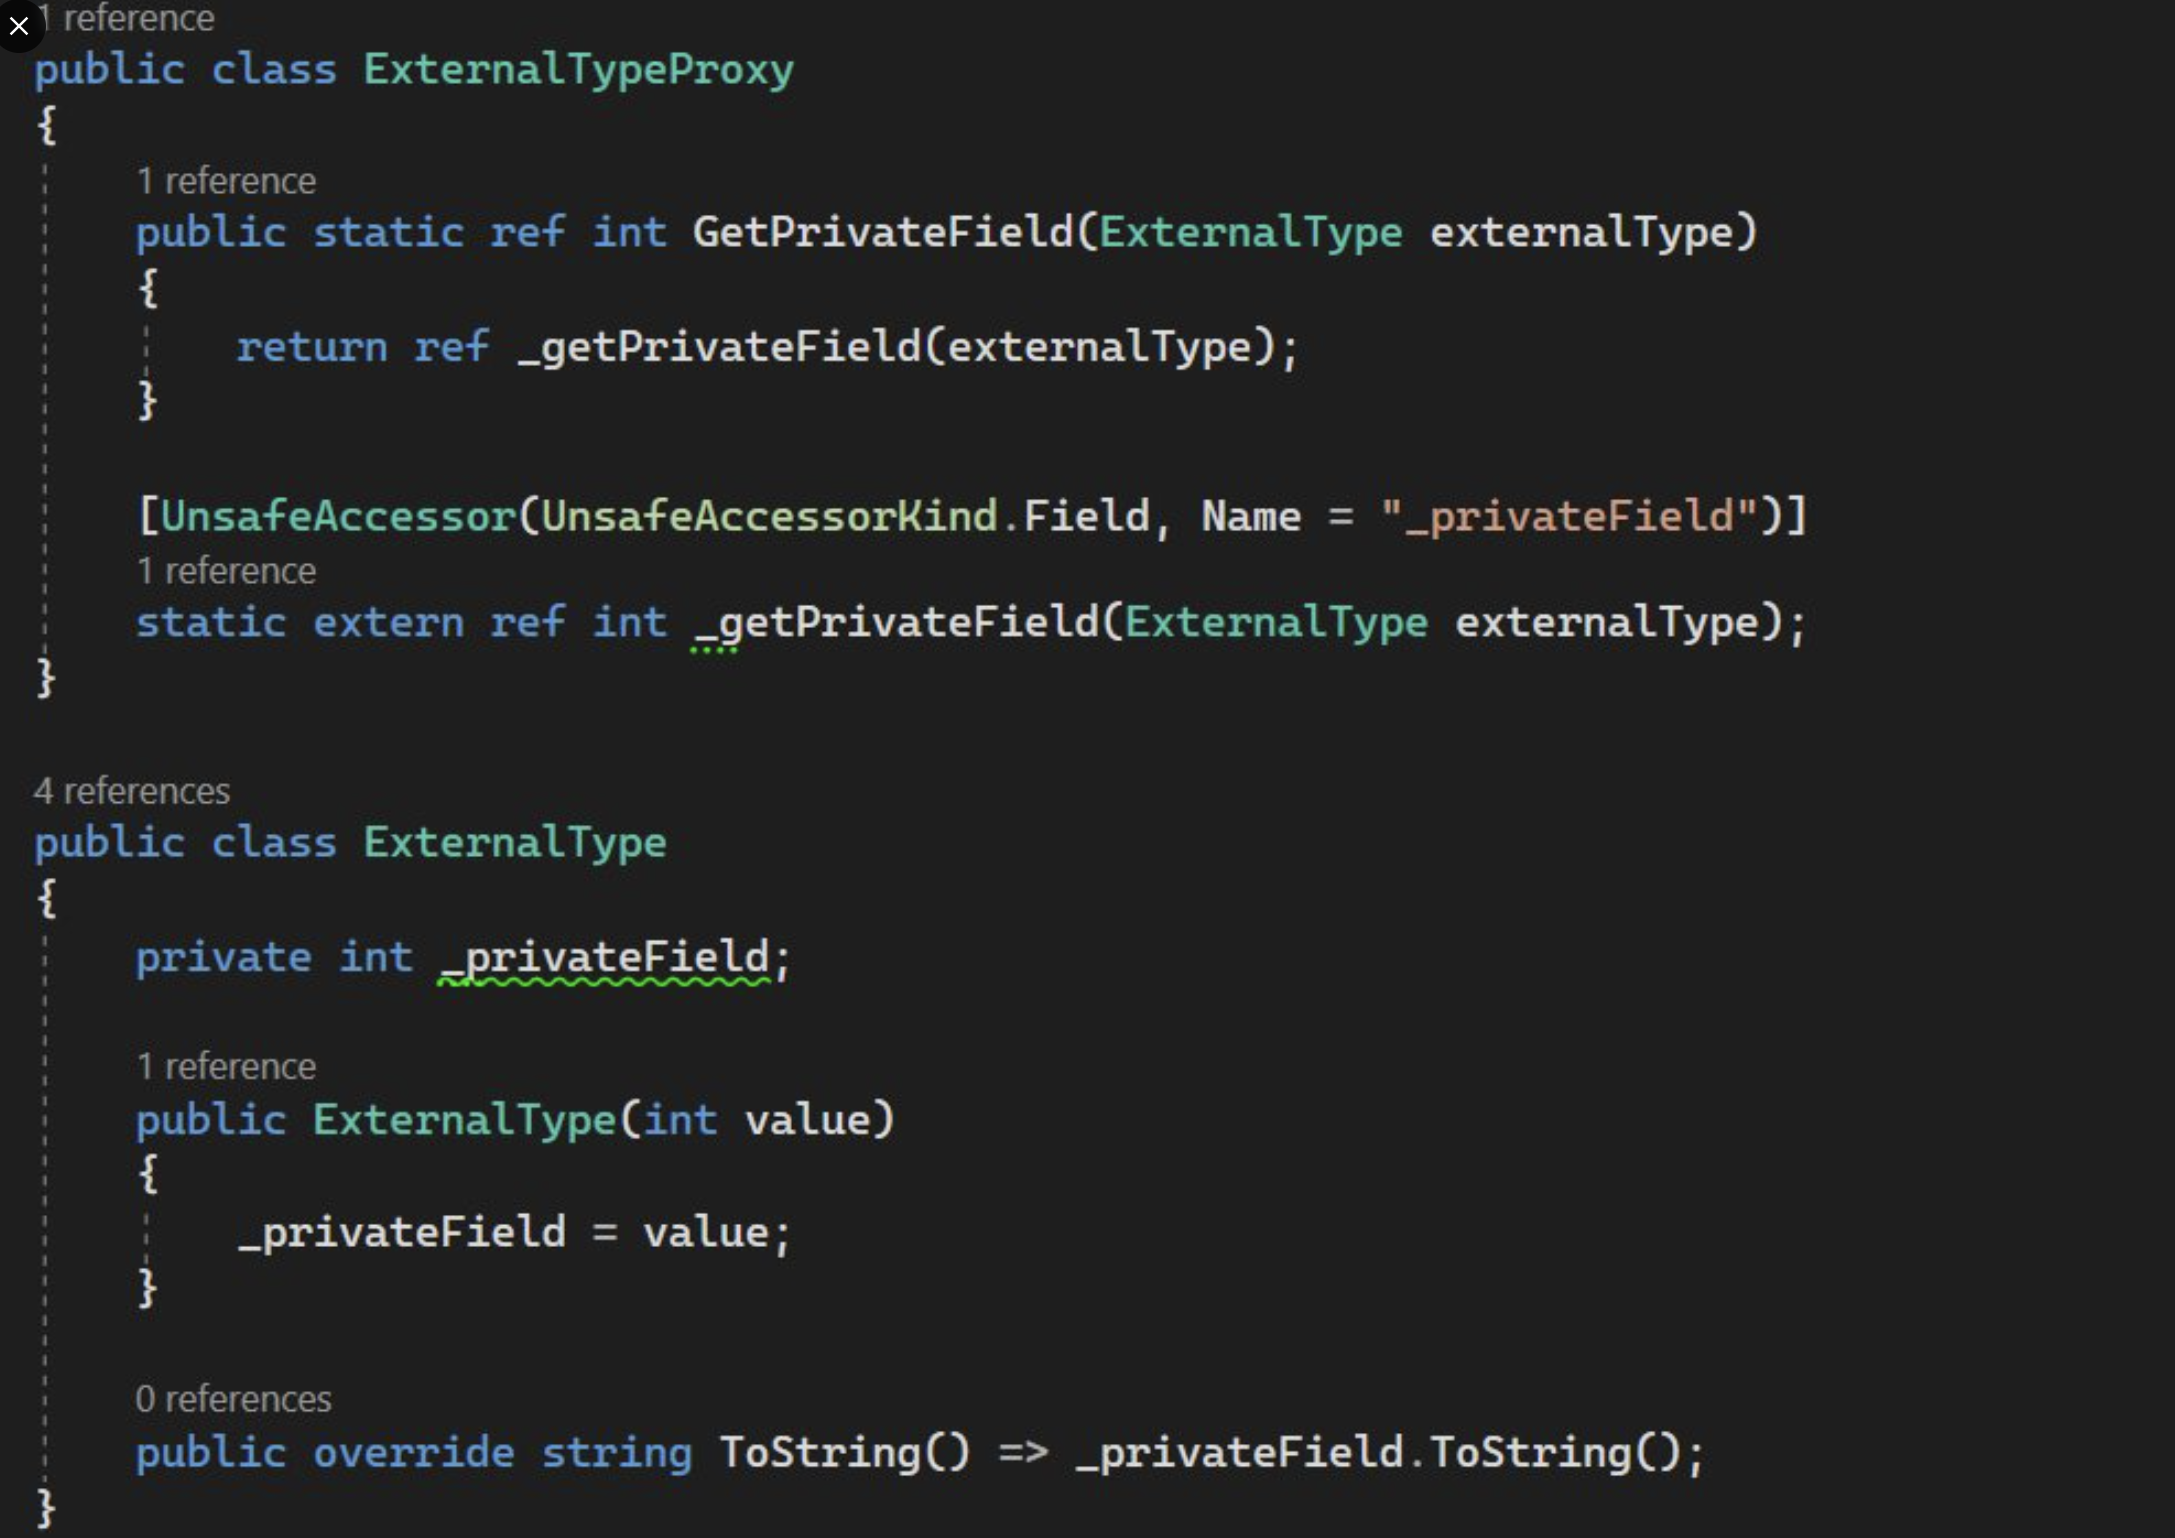 1 reference
public class ExternalTypeProxy
{
1 reference
public static ref int GetPrivateField(ExternalType externalType)
{
return ref _getPrivateField(externalType);
}
[UnsafeAccessor(UnsafeAccessorKind.Field, Name = "_privateField")]
1 reference
static extern ref int _getPrivateField(ExternalType externalType);
}
4 references
public class ExternalType
{
private int _privateField;
1 reference
public ExternalType(int value)
{
_privateField = value;
}
0 references
public override string ToString() => _privateField.ToString();
}